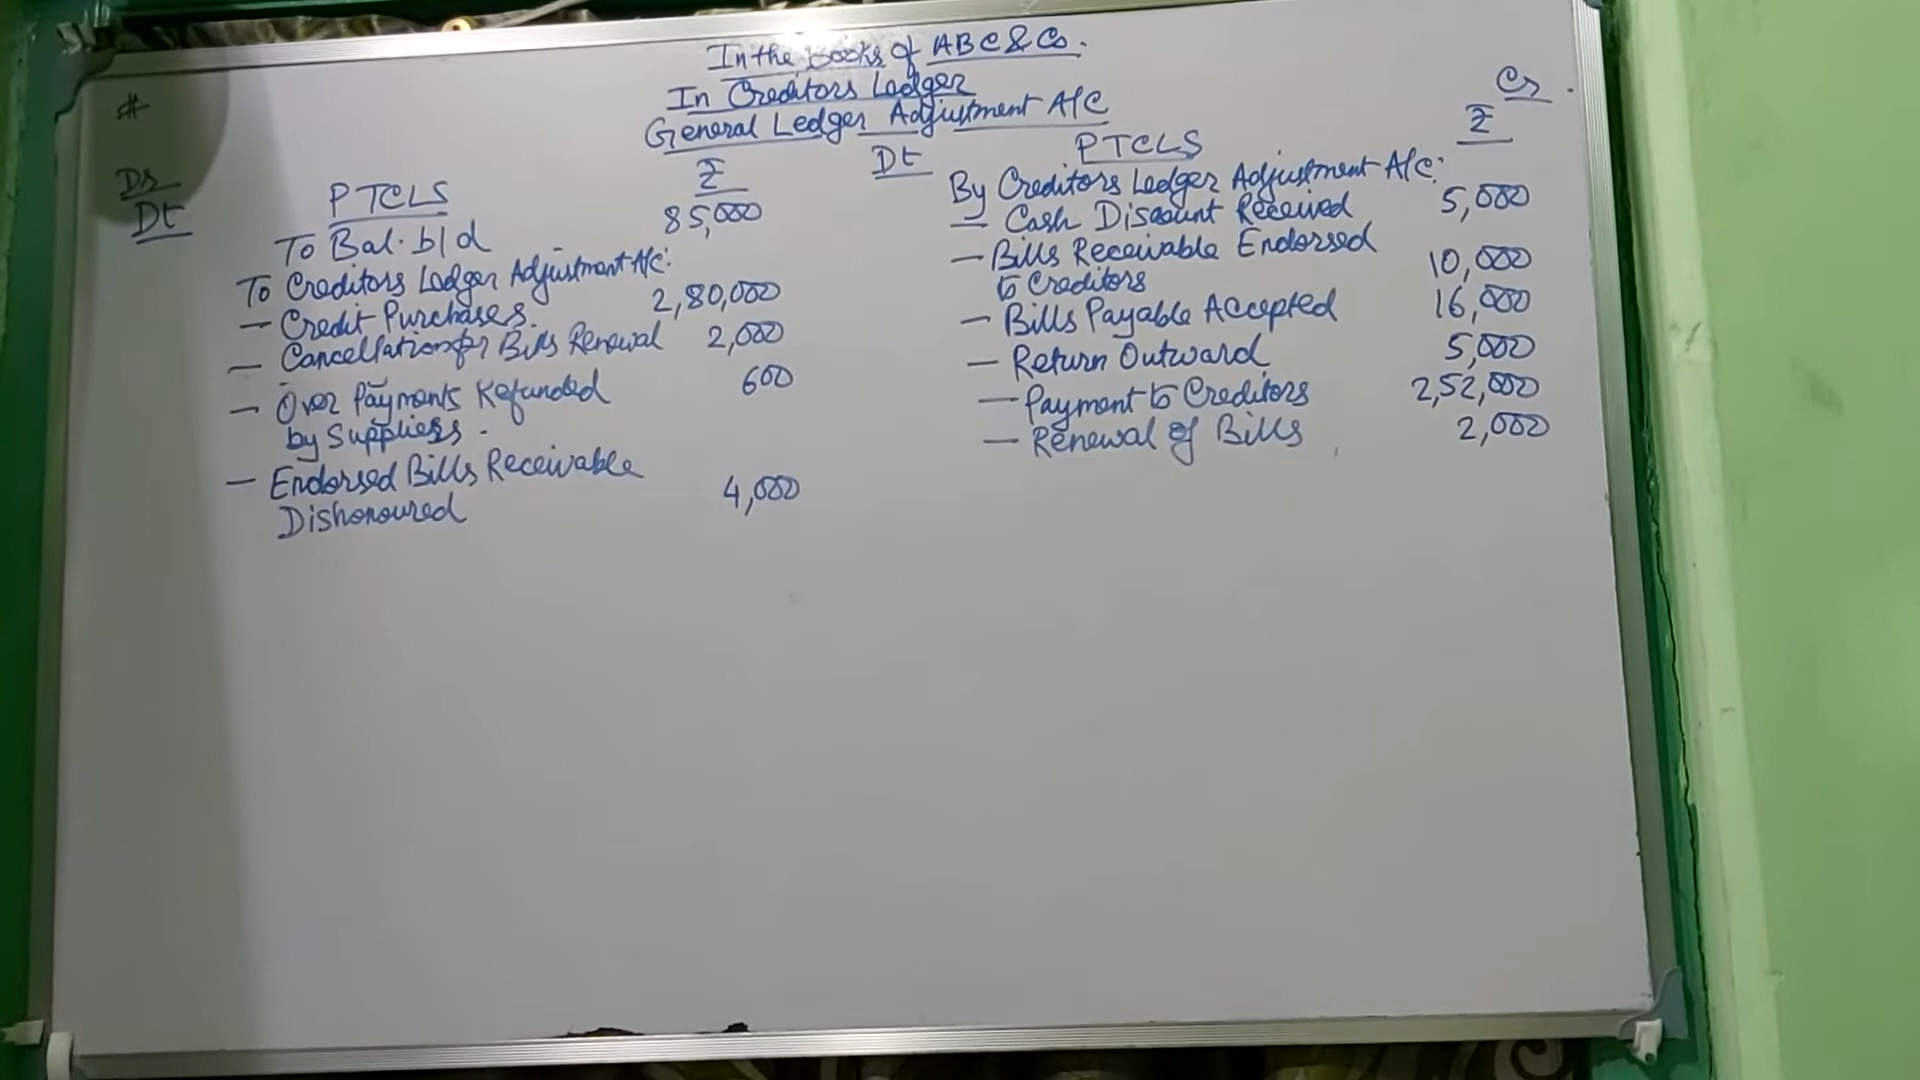 In the books of ABC & Co.
In Creditors Ledger
General Ledger Adjustment A/C
#
Dr
Cr.
Dt PTCLS ₹
To Bal. b/d 85,000
To Creditors Ledger Adjustment A/c:
— Credit Purchases 2,80,000
— Cancellation for Bills Renewal 2,000
— Over Payments Refunded 600
by Suppliers.
— Endorsed Bills Receivable
Dishonoured 4,000
Dt PTCLS ₹
By Creditors Ledger Adjustment A/c:
— Cash Discount Received 5,000
— Bills Receivable Endorsed
to Creditors 10,000
— Bills Payable Accepted 16,000
— Return Outward 5,000
— Payment to Creditors 2,52,000
— Renewal of Bills 2,000